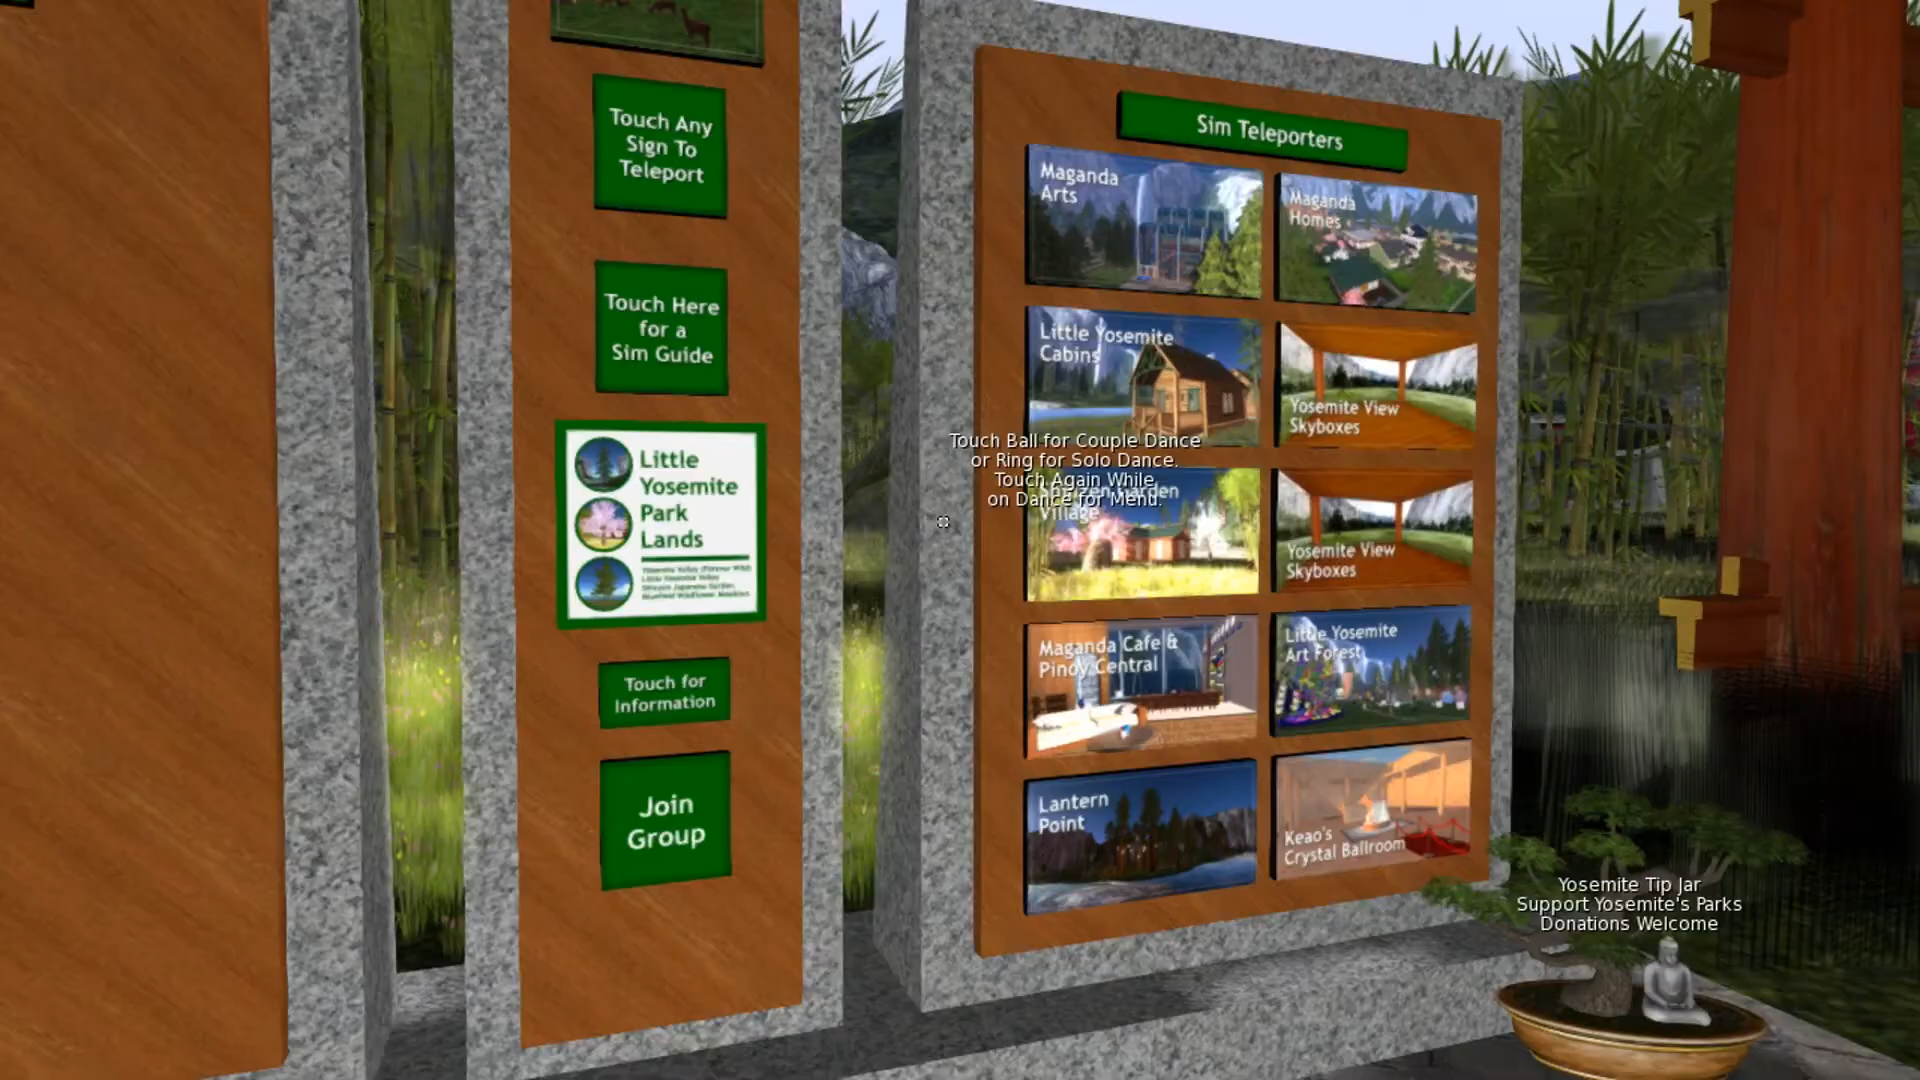 Touch Any
Sign To
Teleport
Touch Here
for a
Sim Guide
Little
Yosemite
Park
Lands
Touch for
Information
Join
Group
Sim Teleporters
Maganda
Arts
Maganda
Homes
Little Yosemite
Cabins
Yosemite View
Skyboxes
Touch Ball for Couple Dance
or Ring for Solo Dance.
Touch Again While
on Dance for Menu.
Garden
Village
Yosemite View
Skyboxes
Maganda Cafe &
Pinoy Central
Little Yosemite
Art Forest
Lantern
Point
Keao's
Crystal Ballroom
Yosemite Tip Jar
Support Yosemite's Parks
Donations Welcome